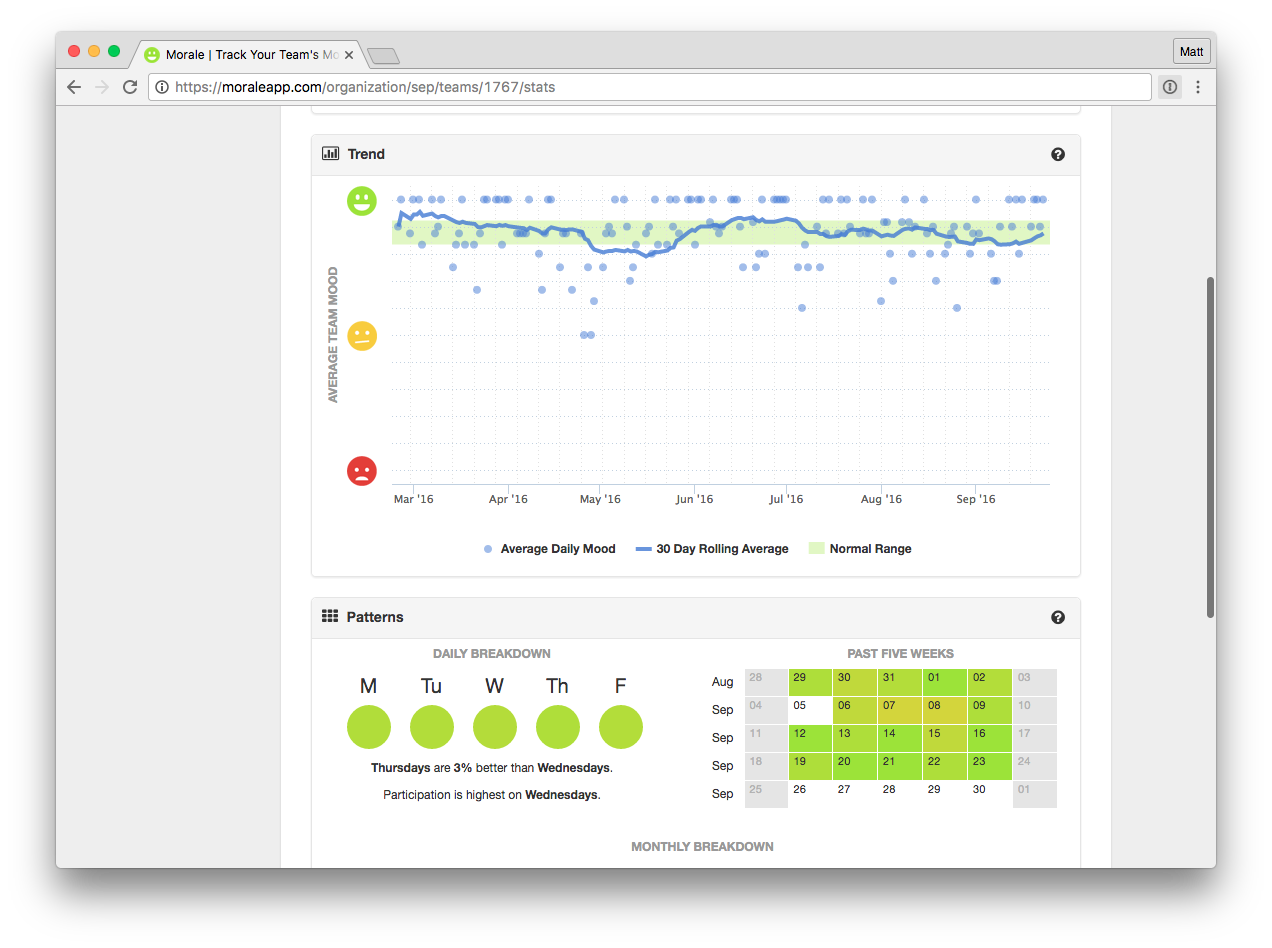 Morale | Track Your Team's Mo
Matt
https://moraleapp.com/organization/sep/teams/1767/stats
Trend
AVERAGE TEAM MOOD
Mar '16 Apr '16 May '16 Jun '16 Jul '16 Aug '16 Sep '16
Average Daily Mood 30 Day Rolling Average Normal Range
Patterns
DAILY BREAKDOWN
M Tu W Th F
Thursdays are 3% better than Wednesdays.
Participation is highest on Wednesdays.
PAST FIVE WEEKS
Aug 28 29 30 31 01 02 03
Sep 04 05 06 07 08 09 10
Sep 11 12 13 14 15 16 17
Sep 18 19 20 21 22 23 24
Sep 25 26 27 28 29 30 01
MONTHLY BREAKDOWN